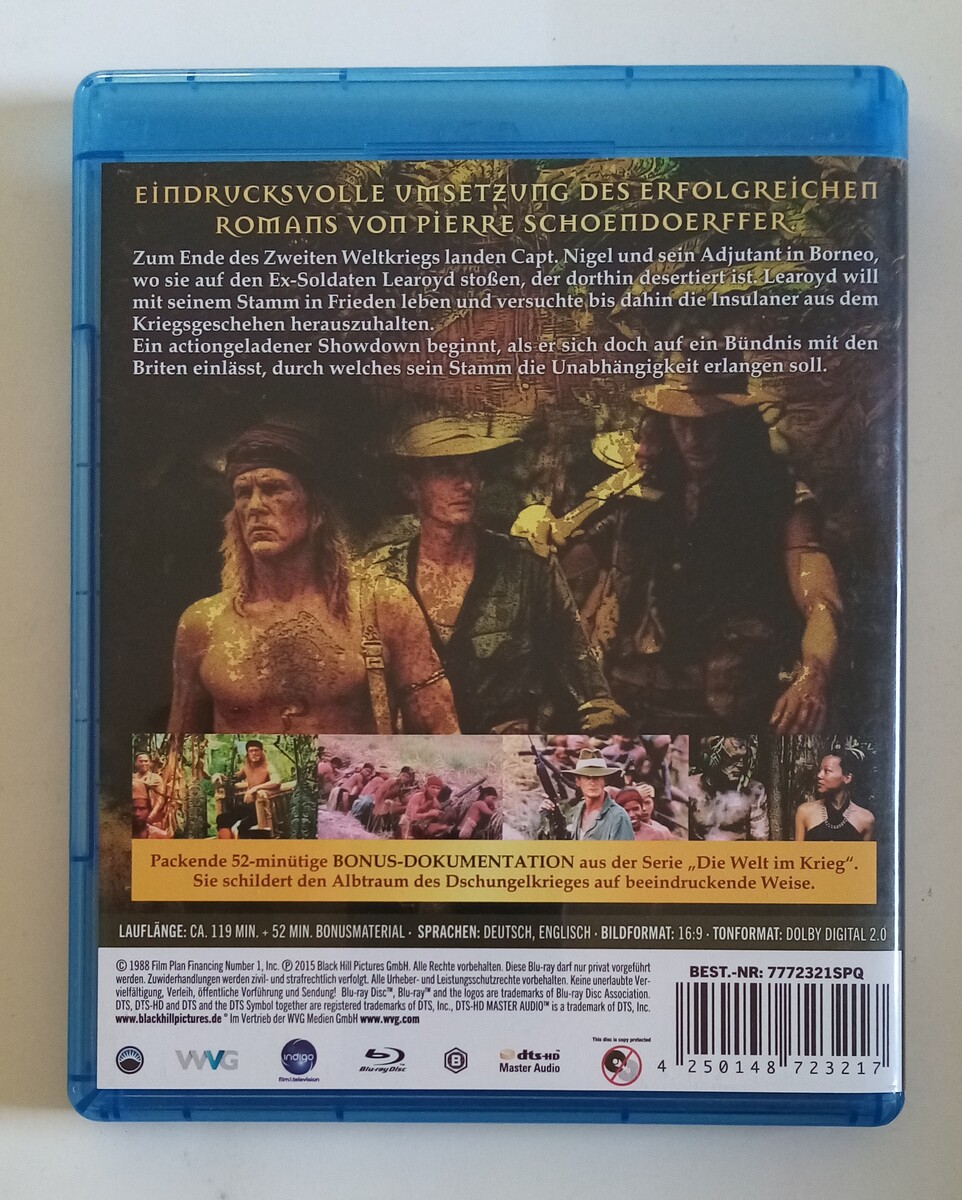 EINDRUCKSVOLLE UMSETZUNG DES ERFOLGREICHEN
ROMANS VON PIERRE SCHOENDOERFFER.
Zum Ende des Zweiten Weltkriegs landen Capt. Nigel und sein Adjutant in Borneo,
wo sie auf den Ex-Soldaten Learoyd stoßen, der dorthin desertiert ist. Learoyd will
mit seinem Stamm in Frieden leben und versuchte bis dahin die Insulaner aus dem
Kriegsgeschehen herauszuhalten.
Ein actiongeladener Showdown beginnt, als er sich doch auf ein Bündnis mit den
Briten einlässt, durch welches sein Stamm die Unabhängigkeit erlangen soll.
Packende 52-minütige BONUS-DOKUMENTATION aus der Serie „Die Welt im Krieg“.
Sie schildert den Albtraum des Dschungelkrieges auf beeindruckende Weise.
LAUFLÄNGE: CA. 119 MIN. + 52 MIN. BONUSMATERIAL · SPRACHEN: DEUTSCH, ENGLISCH · BILDFORMAT: 16:9 · TONFORMAT: DOLBY DIGITAL 2.0
© 1988 Film Plan Financing Number 1, Inc. ℗ 2015 Black Hill Pictures GmbH. Alle Rechte vorbehalten. Diese Blu-ray darf nur privat vorgeführt
werden. Zuwiderhandlungen werden zivil- und strafrechtlich verfolgt. Alle Urheber- und Leistungsschutzrechte vorbehalten. Keine unerlaubte Ver-
vielfältigung, Verleih, öffentliche Vorführung und Sendung! Blu-ray Disc™, Blu-ray™ and the logos are trademarks of Blu-ray Disc Association.
DTS, DTS-HD and DTS and the DTS Symbol together are registered trademarks of DTS, Inc., DTS-HD MASTER AUDIO™ is a trademark of DTS, Inc.
www.blackhillpictures.de ° Im Vertrieb der WVG Medien GmbH www.wvg.com
BEST.-NR: 7772321SPQ
4 250148 723217
This disc is copy protected
WVG
indigo
film & television
Blu-ray Disc
B
dts-HD
Master Audio